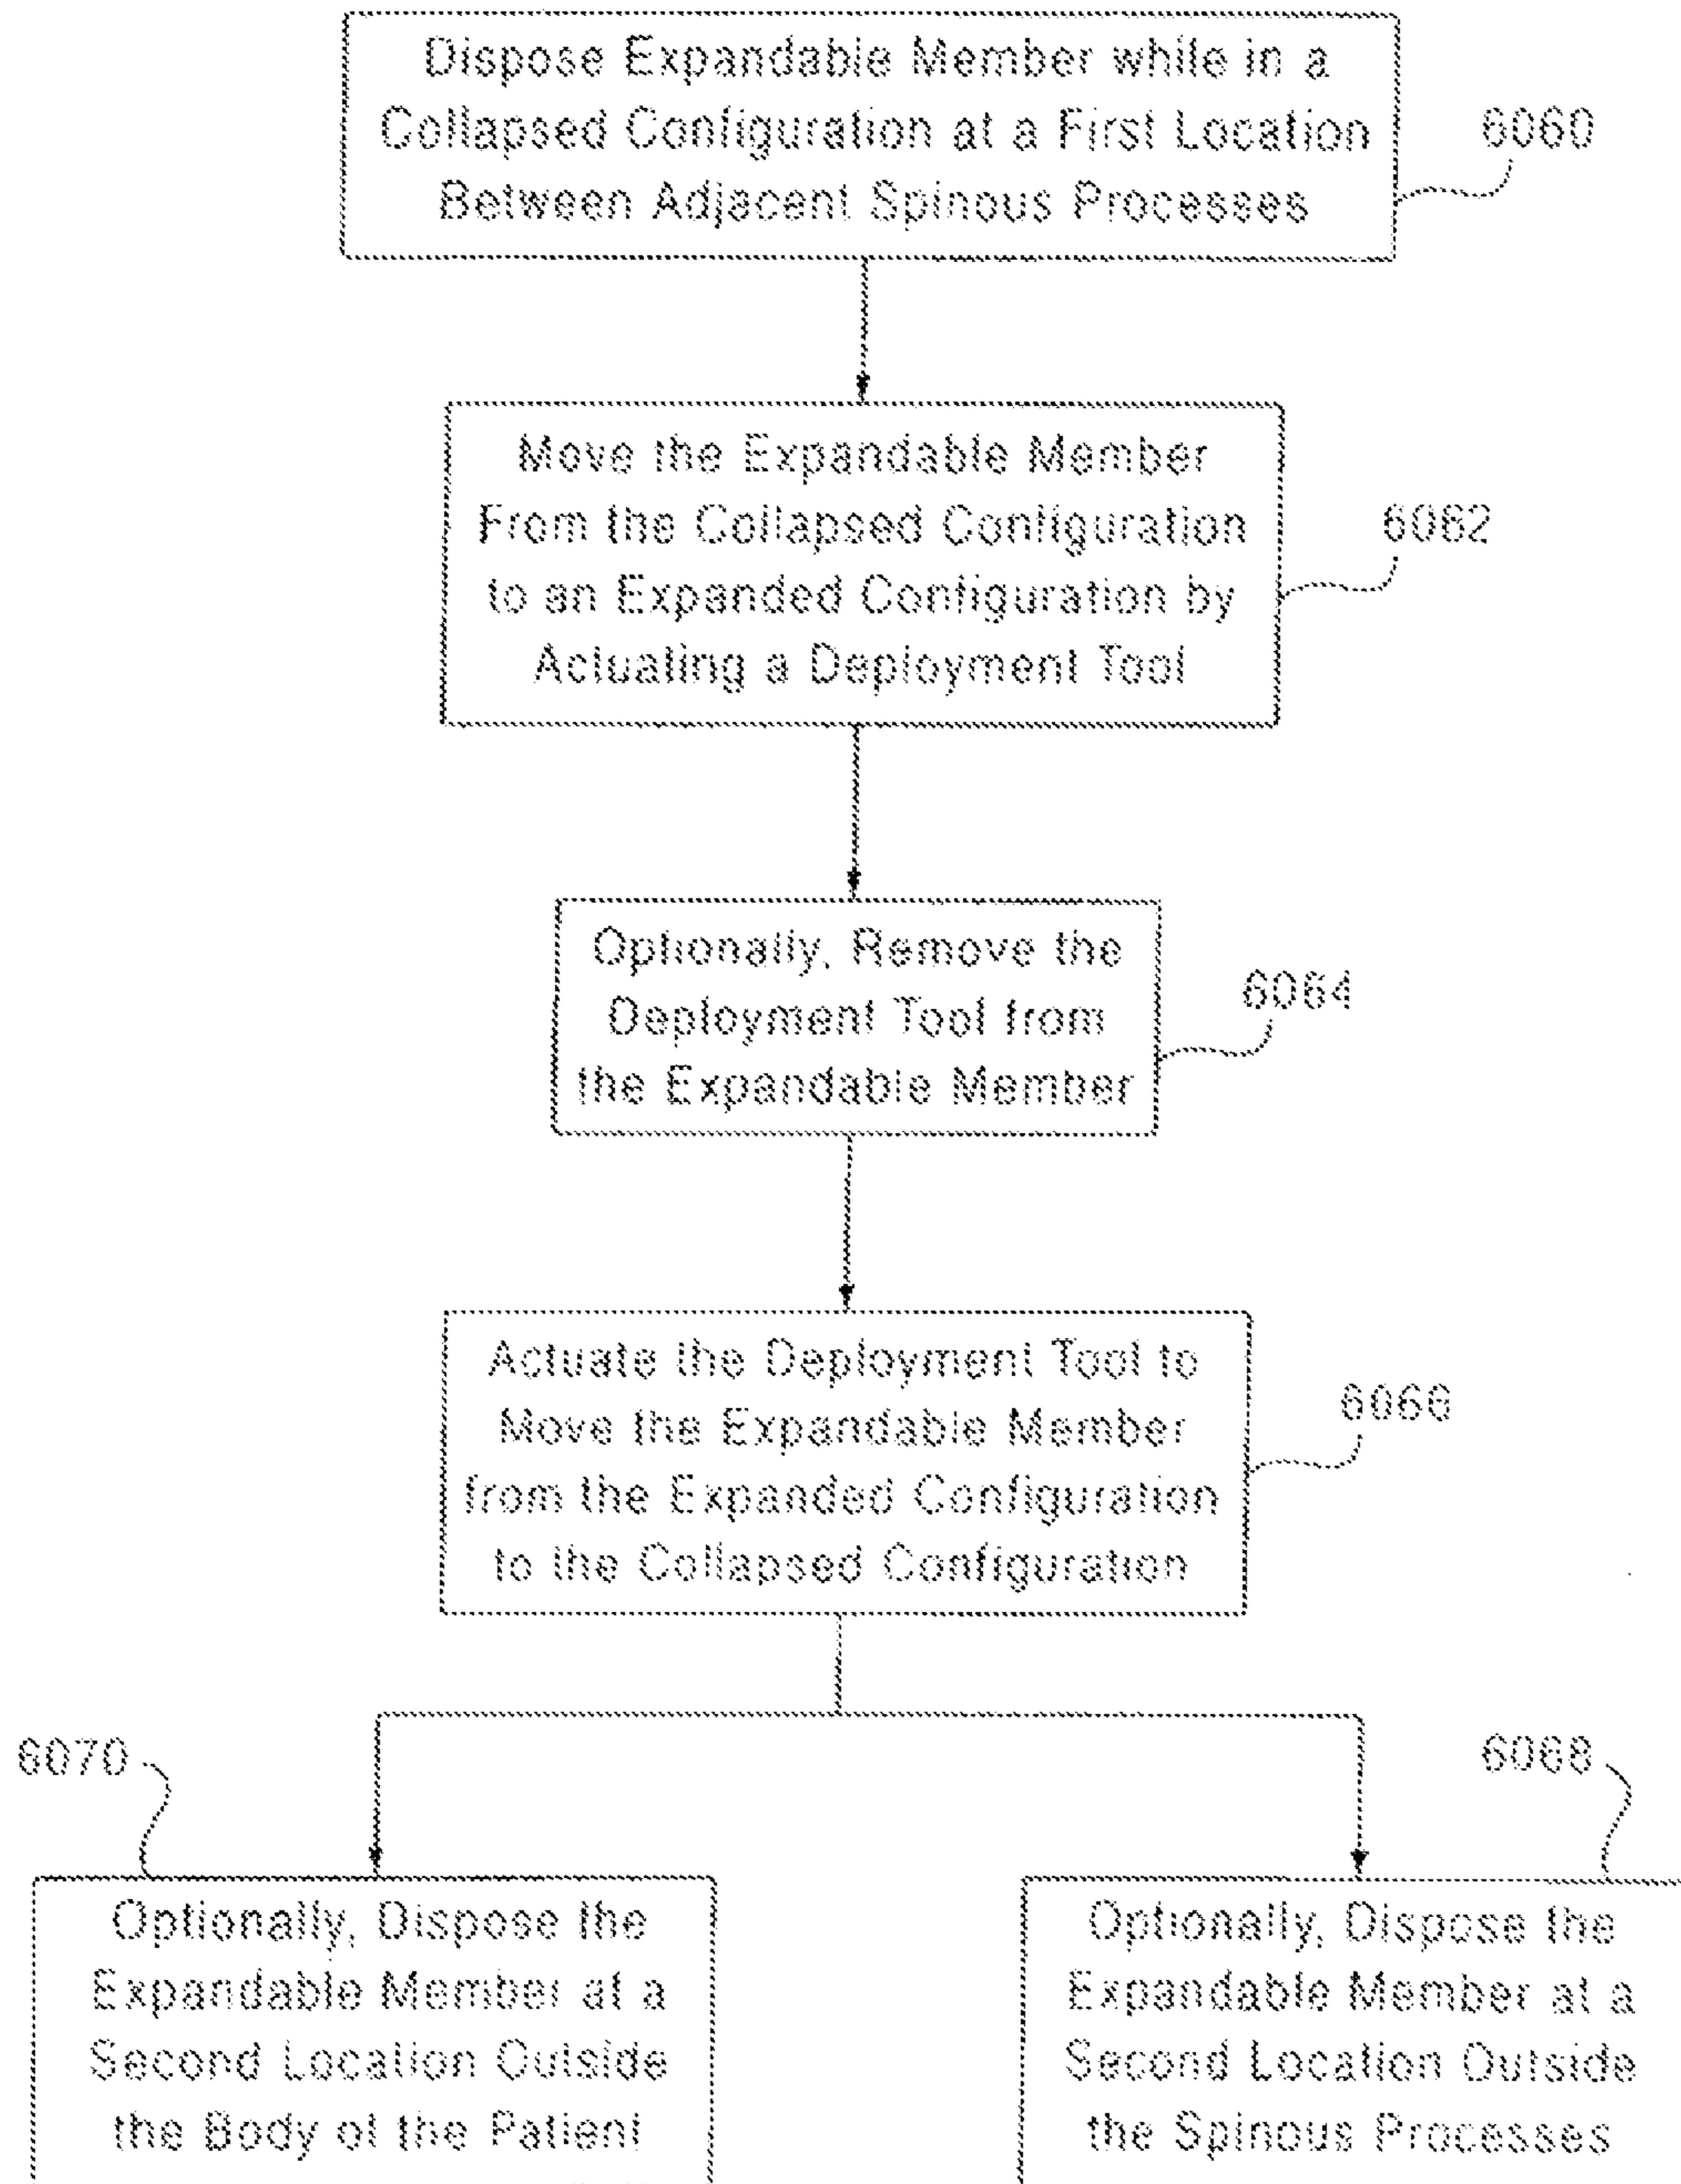 Dispose Expandable Member while in a
Collapsed Configuration at a First Location
Between Adjacent Spinous Processes
6060
Move the Expandable Member
From the Collapsed Configuration
to an Expanded Configuration by
Actuating a Deployment Tool
6062
Optionally, Remove the
Deployment Tool from
the Expandable Member
6064
Actuate the Deployment Tool to
Move the Expandable Member
from the Expanded Configuration
to the Collapsed Configuration
6066
6070
Optionally, Dispose the
Expandable Member at a
Second Location Outside
the Body of the Patient
6068
Optionally, Dispose the
Expandable Member at a
Second Location Outside
the Spinous Processes